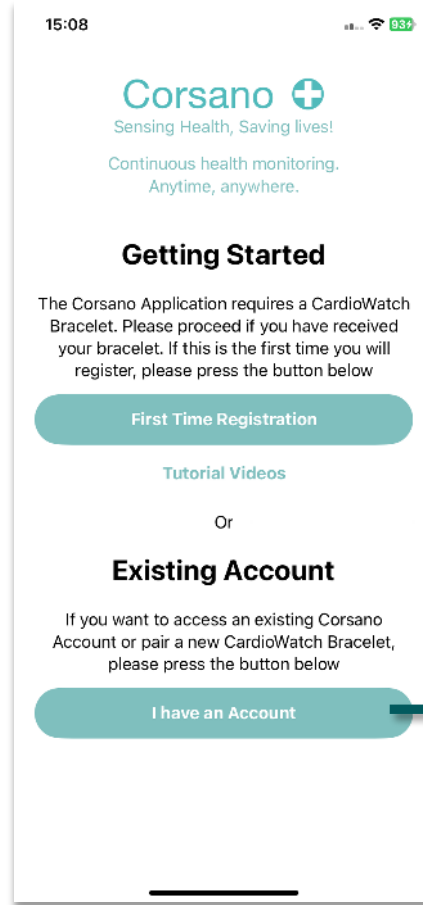 15:08
93
Corsano
Sensing Health, Saving lives!
Continuous health monitoring.
Anytime, anywhere.
Getting Started
The Corsano Application requires a CardioWatch
Bracelet. Please proceed if you have received
your bracelet. If this is the first time you will
register, please press the button below
First Time Registration
Tutorial Videos
Or
Existing Account
If you want to access an existing Corsano
Account or pair a new CardioWatch Bracelet,
please press the button below
I have an Account